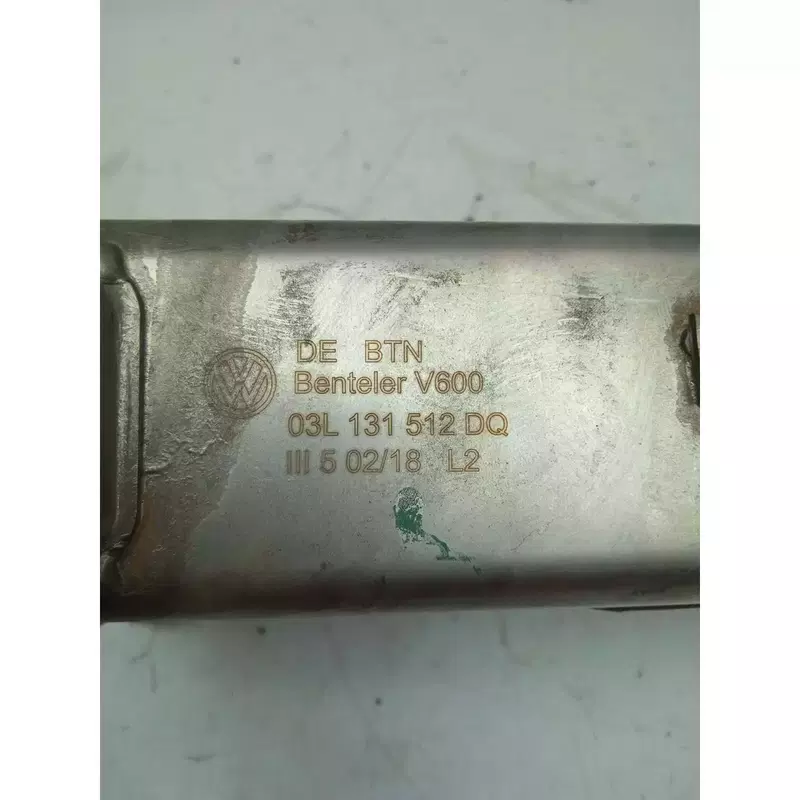 DE BTN
Benteler V600
03L 131 512 DQ
III 5 02/18 L2